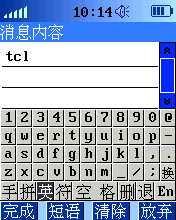 10:14
消息内容
tcl
1 2 3 4 5 6 7 8 9 0 @
q w e r t y u i o p -
a s d f g h j k l , .
z x c v b n m ; / \ 换
手 拼 英 符 空 格 删 退 En
完成 短语 清除 放弃